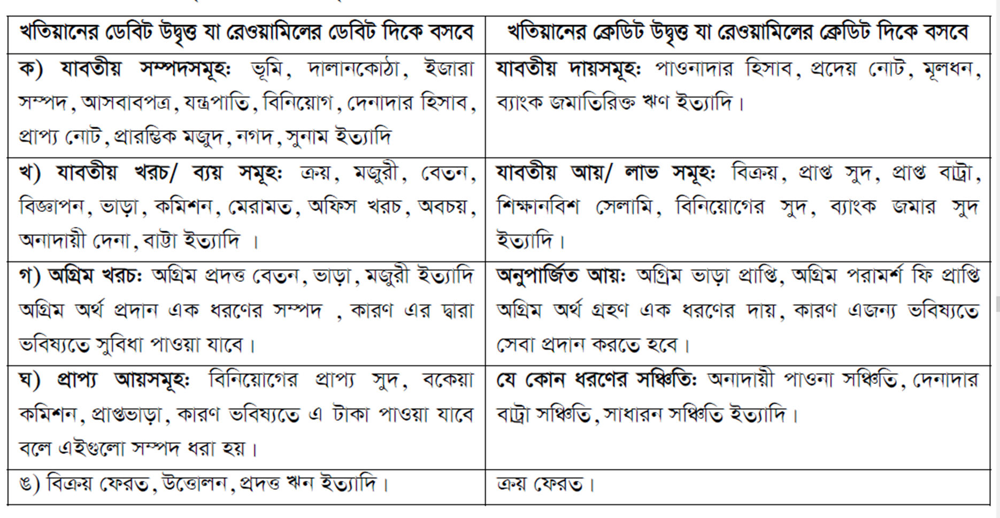 খতিয়ানের ডেবিট উদ্বৃত্ত যা রেওয়ামিলের ডেবিট দিকে বসবে
খতিয়ানের ক্রেডিট উদ্বৃত্ত যা রেওয়ামিলের ক্রেডিট দিকে বসবে
ক) যাবতীয় সম্পদসমূহঃ ভূমি, দালানকোঠা, ইজারা
সম্পদ, আসবাবপত্র, যন্ত্রপাতি, বিনিয়োগ, দেনাদার হিসাব,
প্রাপ্য নোট, প্রারম্ভিক মজুদ, নগদ, সুনাম ইত্যাদি
যাবতীয় দায়সমূহঃ পাওনাদার হিসাব, প্রদেয় নোট, মূলধন,
ব্যাংক জমাতিরিক্ত ঋণ ইত্যাদি।
খ) যাবতীয় খরচ/ ব্যয় সমূহঃ ক্রয়, মজুরী, বেতন,
বিজ্ঞাপন, ভাড়া, কমিশন, মেরামত, অফিস খরচ, অবচয়,
অনাদায়ী দেনা, বাট্টা ইত্যাদি ।
যাবতীয় আয়/ লাভ সমূহঃ বিক্রয়, প্রাপ্ত সুদ, প্রাপ্ত বাট্রা,
শিক্ষানবিশ সেলামি, বিনিয়োগের সুদ, ব্যাংক জমার সুদ
ইত্যাদি।
গ) অগ্রিম খরচঃ অগ্রিম প্রদত্ত বেতন, ভাড়া, মজুরী ইত্যাদি
অগ্রিম অর্থ প্রদান এক ধরণের সম্পদ , কারণ এর দ্বারা
ভবিষ্যতে সুবিধা পাওয়া যাবে।
অনুপার্জিত আয়ঃ অগ্রিম ভাড়া প্রাপ্তি, অগ্রিম পরামর্শ ফি প্রাপ্তি
অগ্রিম অর্থ গ্রহণ এক ধরণের দায়, কারণ এজন্য ভবিষ্যতে
সেবা প্রদান করতে হবে।
ঘ) প্রাপ্য আয়সমূহঃ বিনিয়োগের প্রাপ্য সুদ, বকেয়া
কমিশন, প্রাপ্তভাড়া, কারণ ভবিষ্যতে এ টাকা পাওয়া যাবে
বলে এইগুলো সম্পদ ধরা হয়।
যে কোন ধরণের সঞ্চিতিঃ অনাদায়ী পাওনা সঞ্চিতি, দেনাদার
বাট্রা সঞ্চিতি, সাধারন সঞ্চিতি ইত্যাদি।
ঙ) বিক্রয় ফেরত, উত্তোলন, প্রদত্ত ঋন ইত্যাদি।
ক্রয় ফেরত।